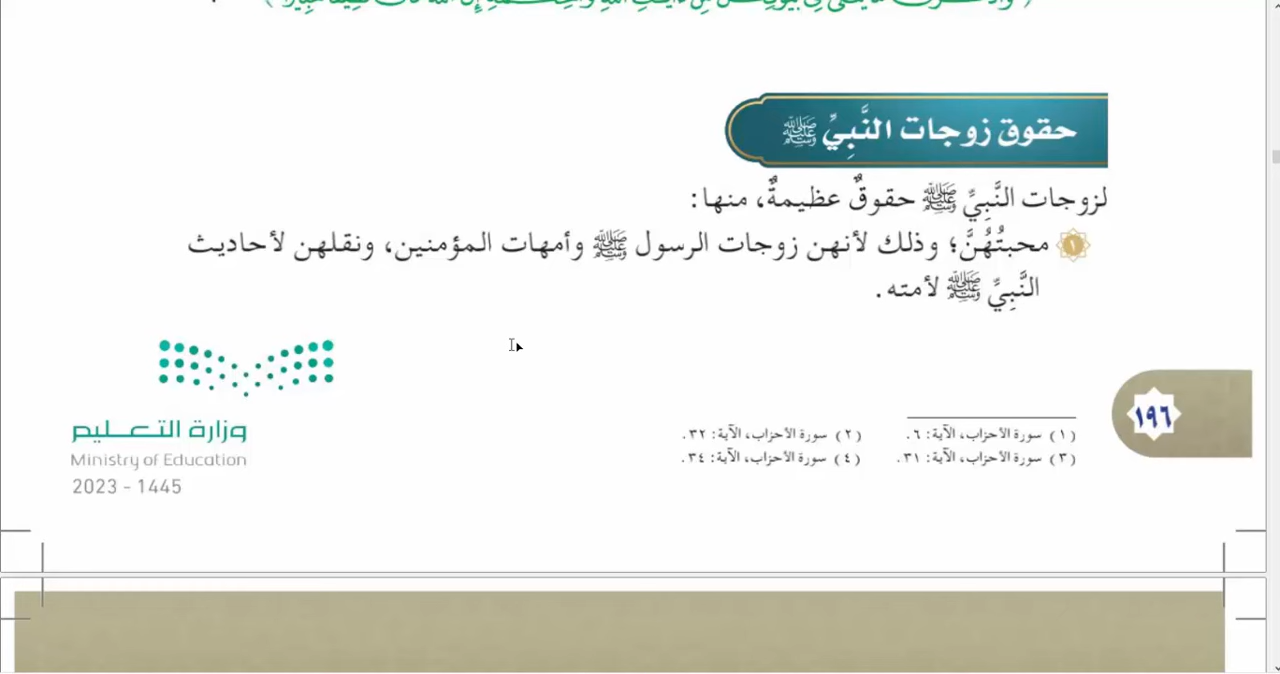 حقوق زوجات النَّبِيِّ ﷺ
لزوجات النَّبِيِّ ﷺ حقوقٌ عظيمةٌ، منها:
١ محبتُهُنَّ؛ وذلك لأنهن زوجات الرسول ﷺ وأمهات المؤمنين، ونقلهن لأحاديث
النَّبِيِّ ﷺ لأمته.
(١) سورة الأحزاب، الآية: ٦. (٢) سورة الأحزاب، الآية: ٣٢.
(٣) سورة الأحزاب، الآية: ٣١. (٤) سورة الأحزاب، الآية: ٣٤.
١٩٦
وزارة التعليم
Ministry of Education
2023 - 1445